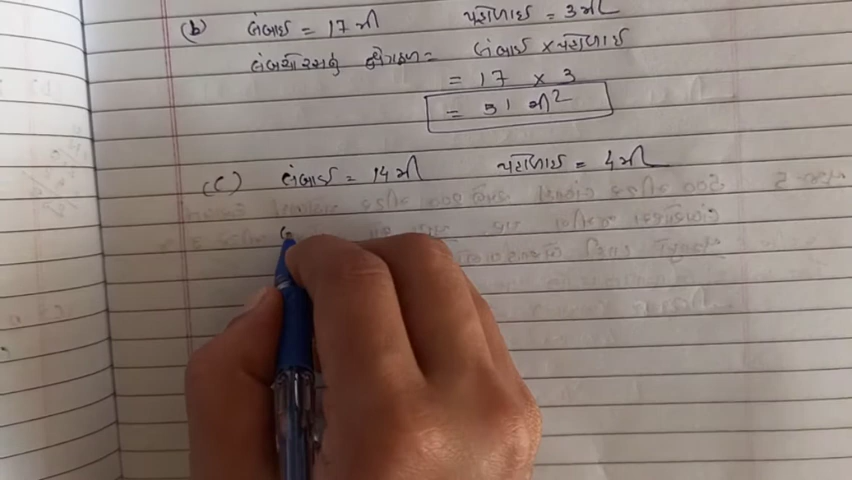 (b) લંબાઈ = 17 મી પહોળાઈ = 3 મી
લંબચોરસનું ક્ષેત્રફળ = લંબાઈ × પહોળાઈ
= 17 × 3
= 51 મી²
(c) લંબાઈ = 14 મી પહોળાઈ = 4 મી